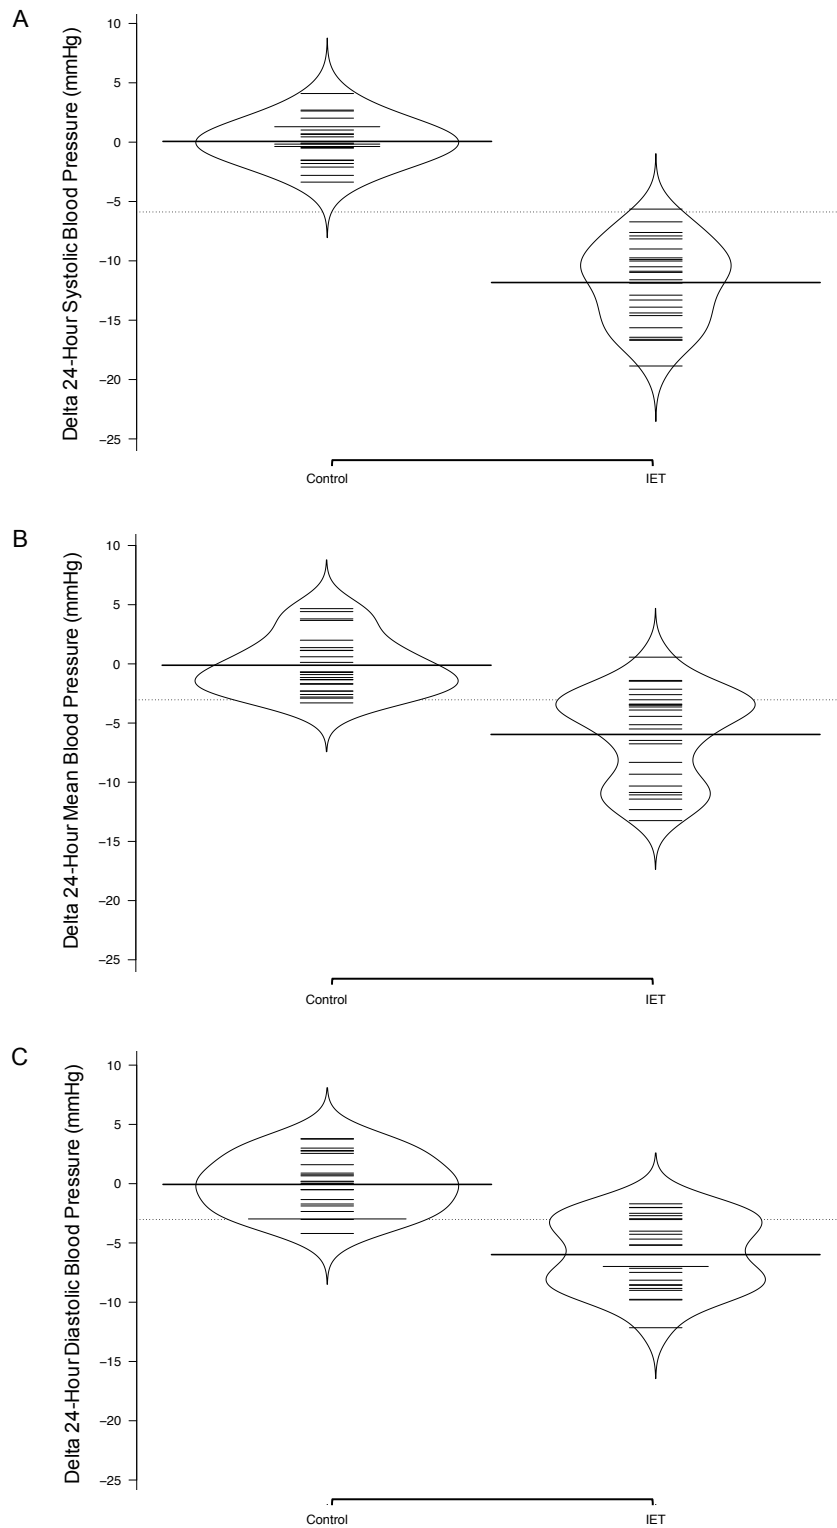 A
Delta 24-Hour Systolic Blood Pressure (mmHg)
10
5
0
−5
−10
−15
−20
−25
Control
IET
B
Delta 24-Hour Mean Blood Pressure (mmHg)
10
5
0
−5
−10
−15
−20
−25
Control
IET
C
Delta 24-Hour Diastolic Blood Pressure (mmHg)
10
5
0
−5
−10
−15
−20
−25
Control
IET